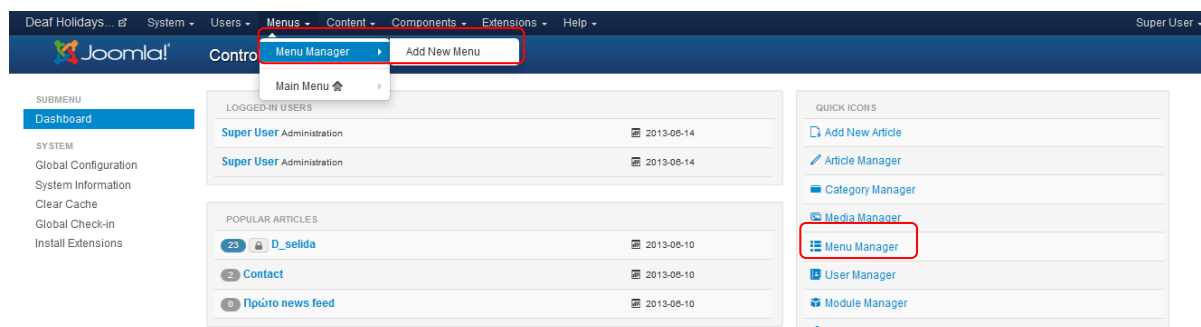 Deaf Holidays... System Users Menus Content Components Extensions Help Super User
Joomla!® Contro
Menu Manager Add New Menu
Main Menu
SUBMENU
Dashboard
SYSTEM
Global Configuration
System Information
Clear Cache
Global Check-in
Install Extensions
LOGGED-IN USERS
Super User Administration 2013-06-14
Super User Administration 2013-06-14
POPULAR ARTICLES
23 D_selida 2013-06-10
2 Contact 2013-06-10
0 Πρώτο news feed 2013-06-10
QUICK ICONS
Add New Article
Article Manager
Category Manager
Media Manager
Menu Manager
User Manager
Module Manager